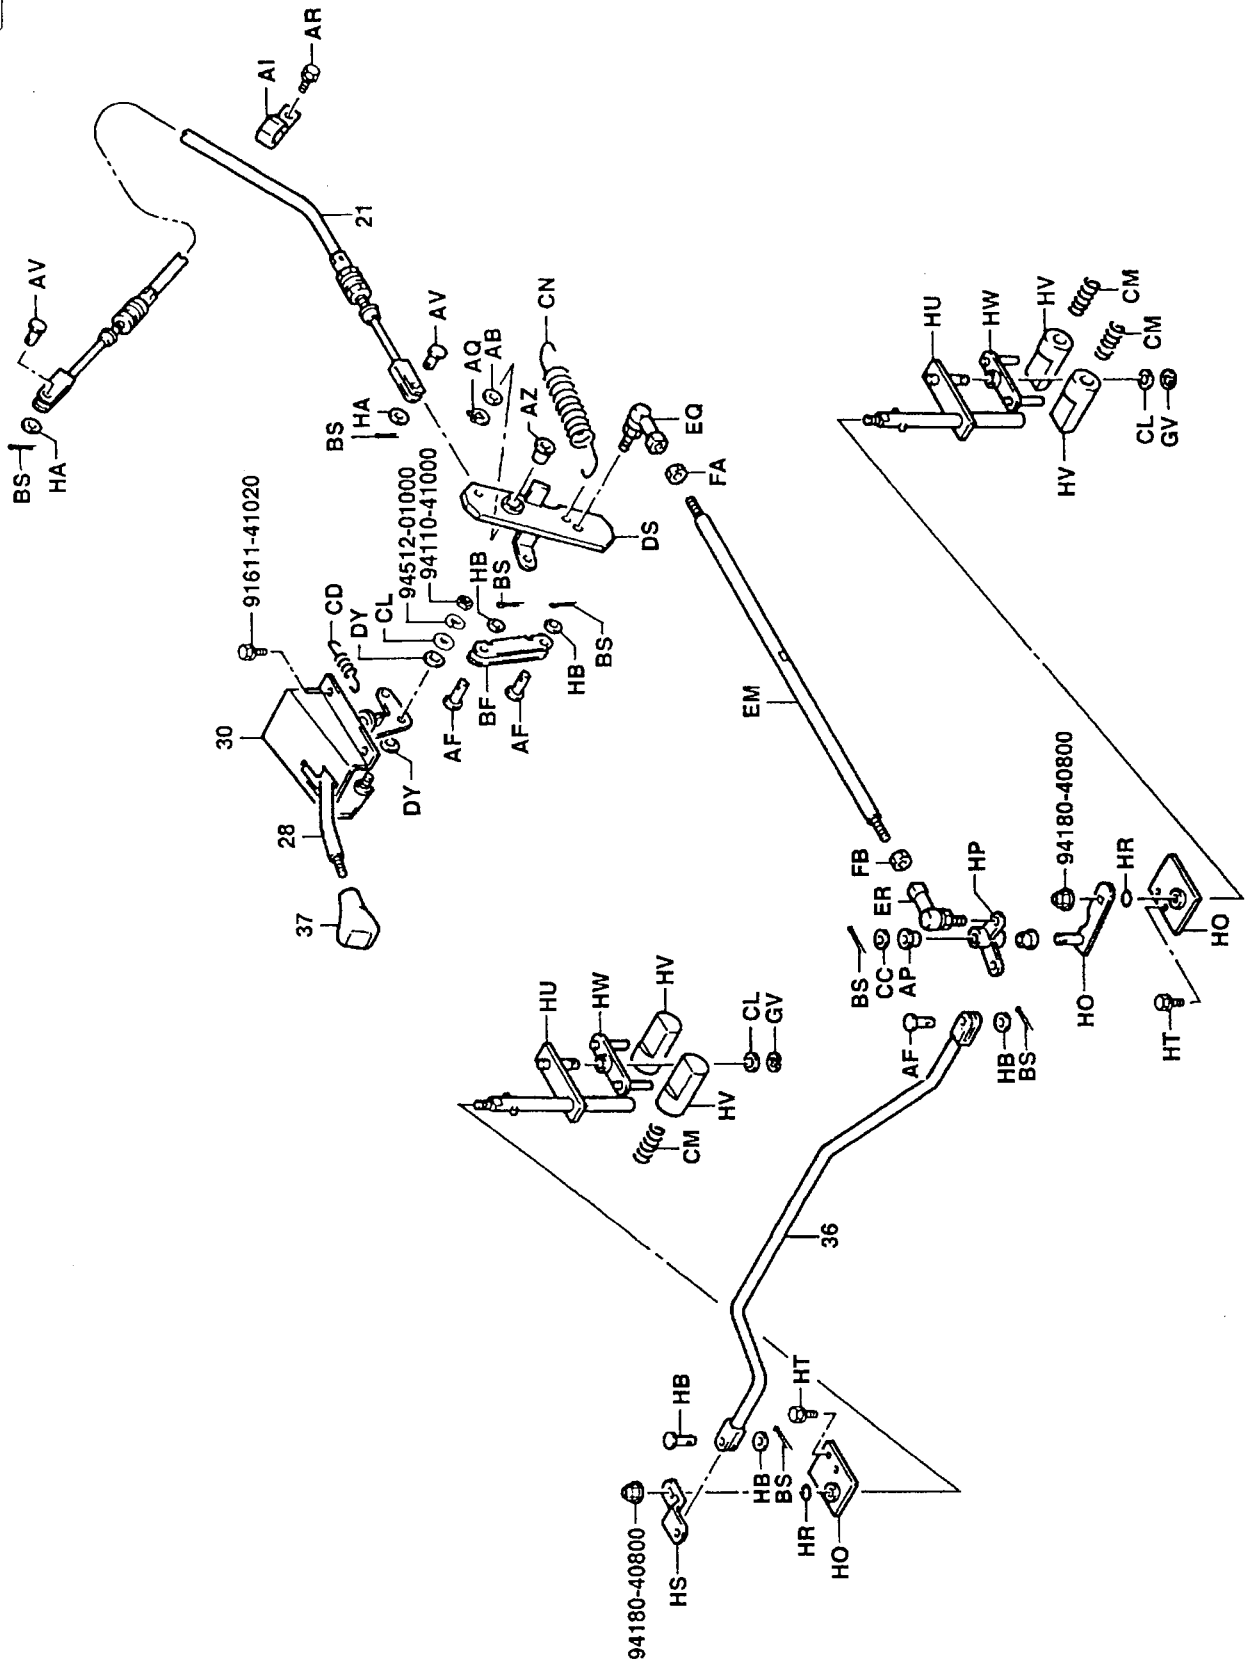 AR
AI
21
AV
BS
HA
AV
CN
AB
AQ
HA
BS
AZ
EQ
FA
DS
91611-41020
CD
DY
CL
94512-01000
94110-41000
HB
BS
30
28
37
DY
AF
BF
AF
HB
BS
EM
HU
HW
HV
CM
CM
HV
CL
GV
FB
ER
HP
94180-40800
HR
HO
BS
CC
AP
HO
HT
AF
HB
BS
HU
HW
HV
CL
GV
HV
CM
36
HT
HB
HB
BS
HR
HO
94180-40800
HS